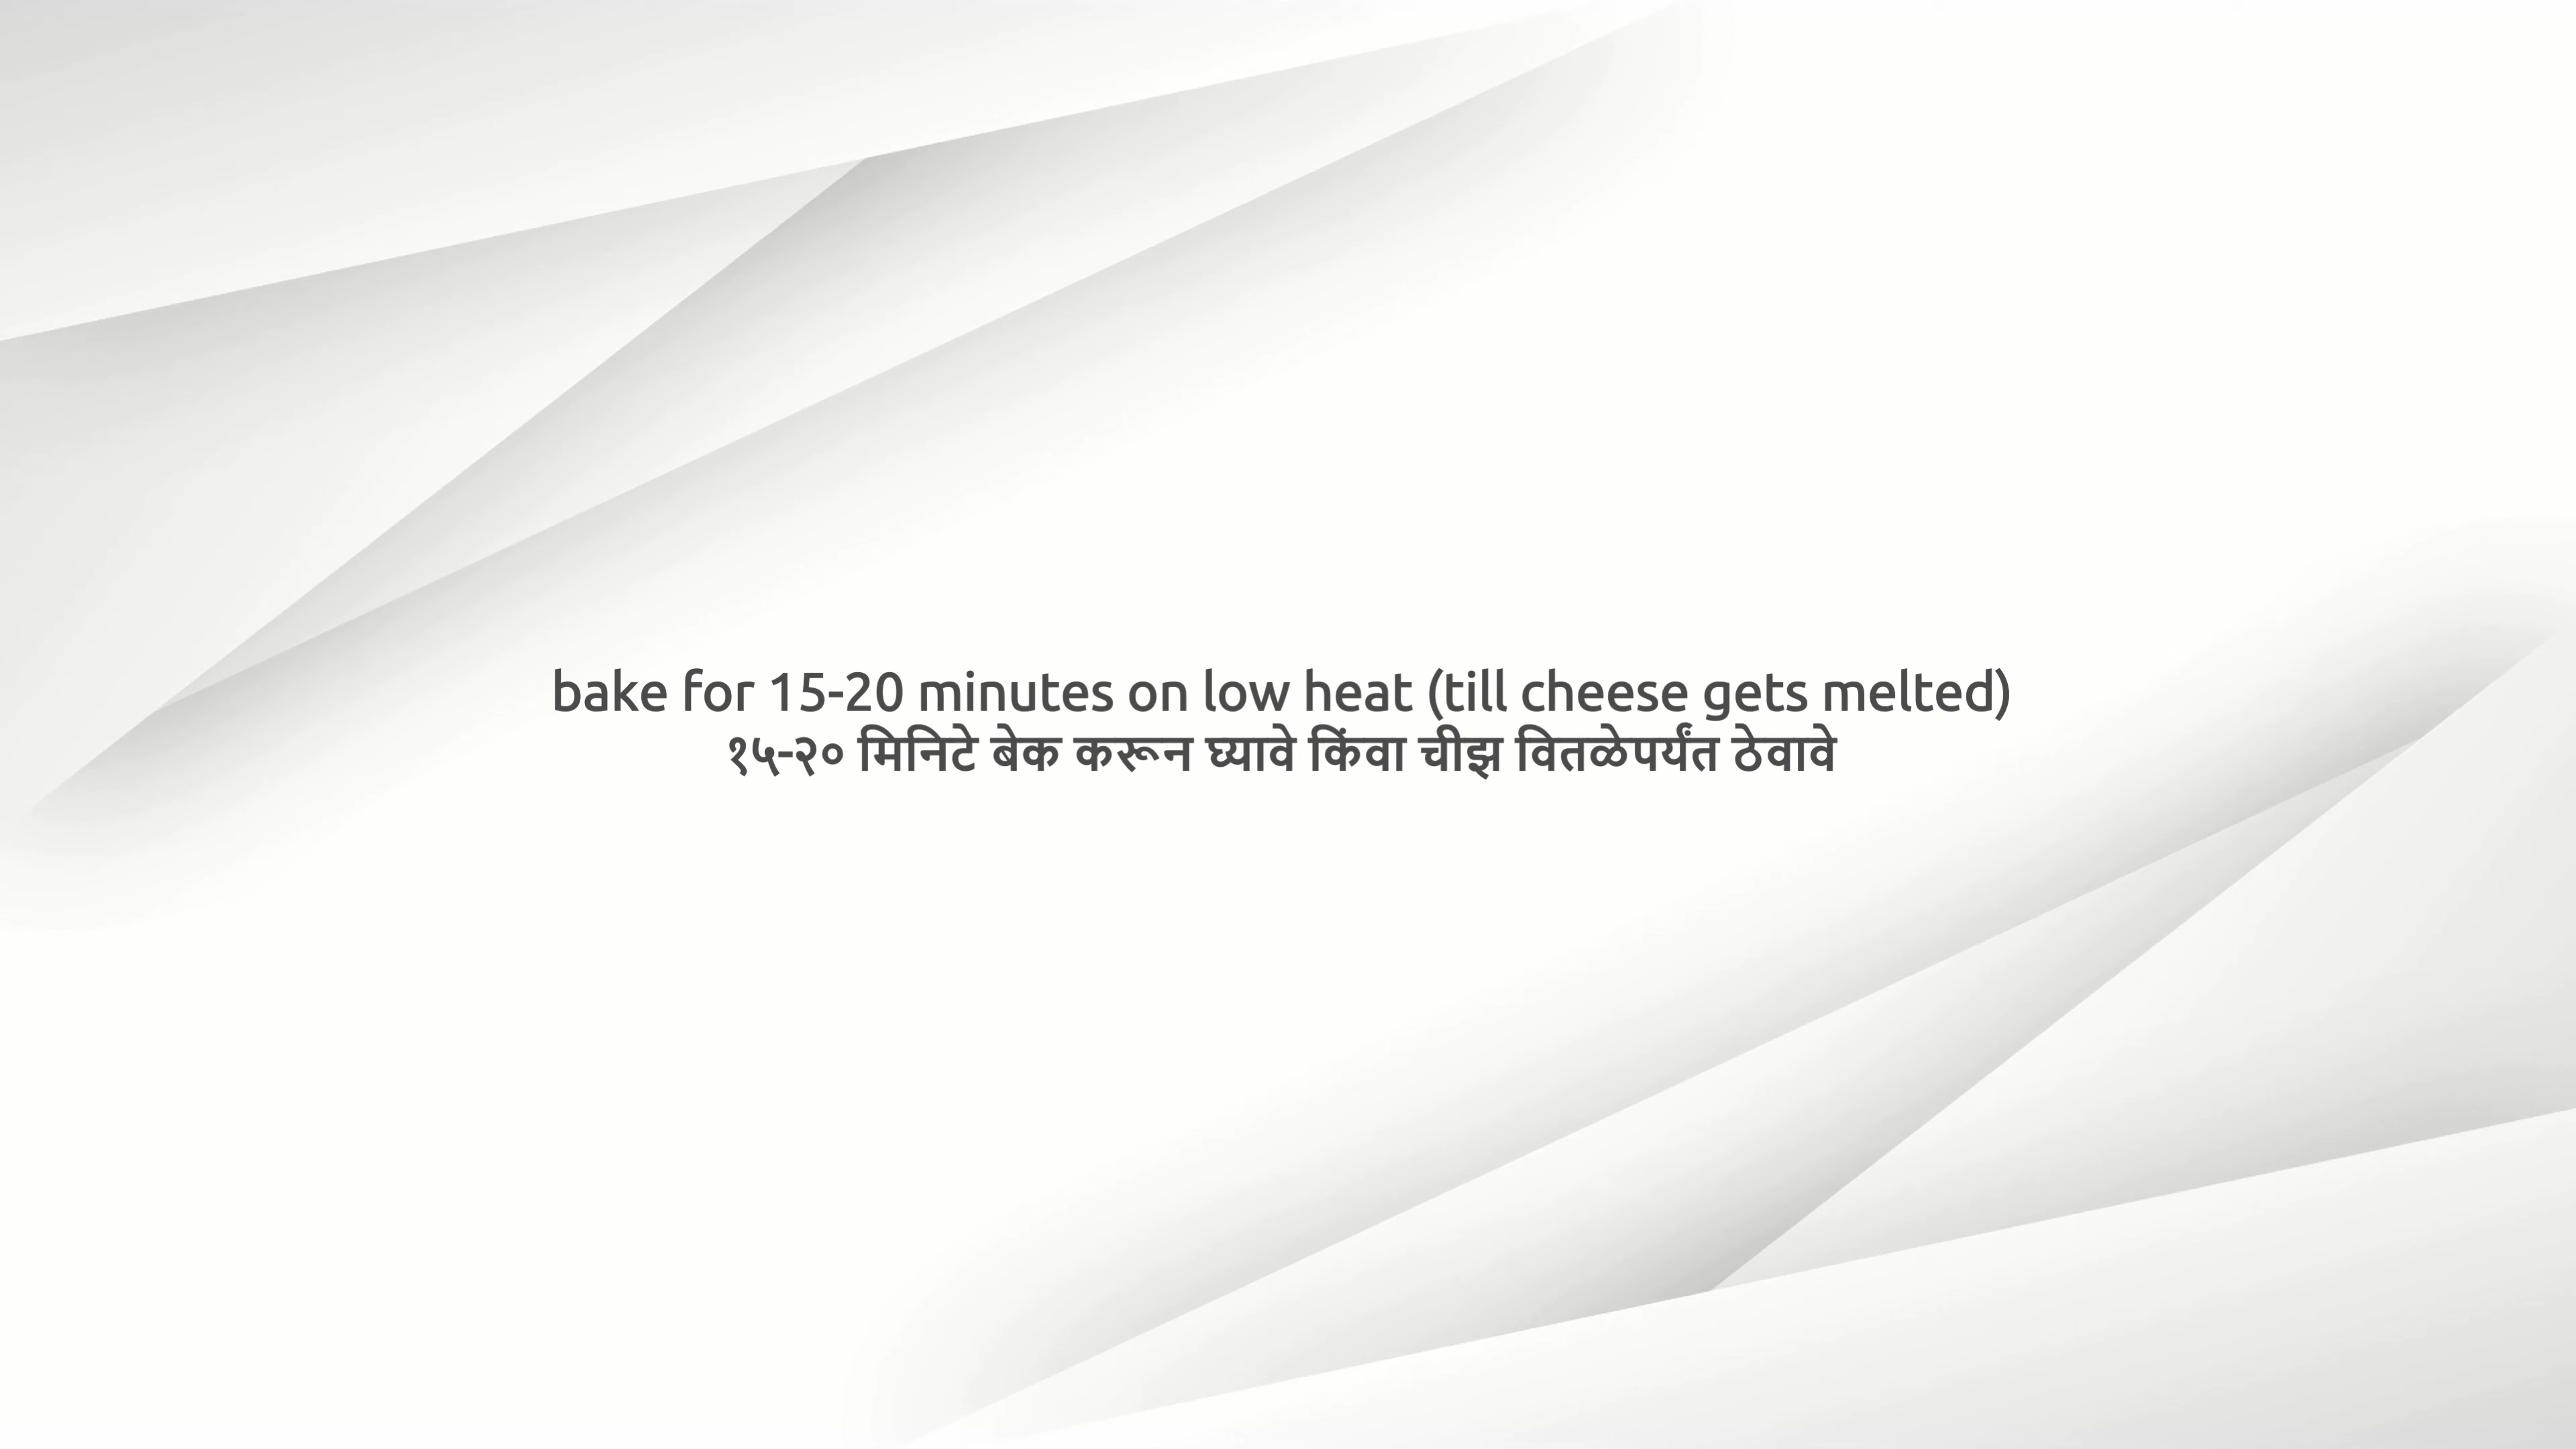 bake for 15-20 minutes on low heat (till cheese gets melted)
१५-२० मिनिटे बेक करून घ्यावे किंवा चीझ वितळेपर्यंत ठेवावे